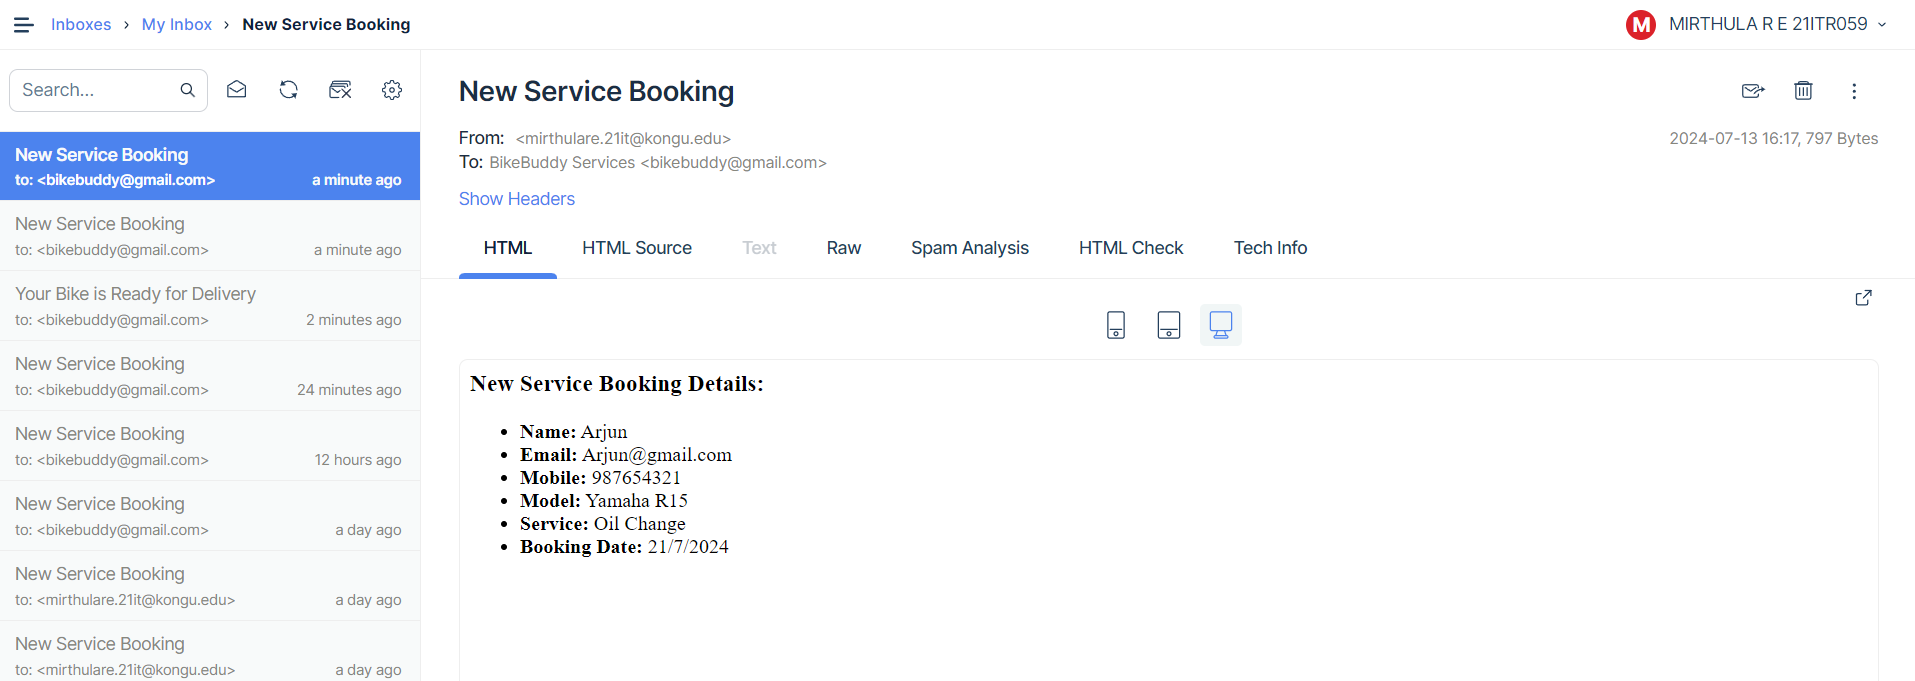 Inboxes › My Inbox › New Service Booking
M MIRTHULA R E 21ITR059
Search...
New Service Booking
to: <bikebuddy@gmail.com> a minute ago
New Service Booking
to: <bikebuddy@gmail.com> a minute ago
Your Bike is Ready for Delivery
to: <bikebuddy@gmail.com> 2 minutes ago
New Service Booking
to: <bikebuddy@gmail.com> 24 minutes ago
New Service Booking
to: <bikebuddy@gmail.com> 12 hours ago
New Service Booking
to: <bikebuddy@gmail.com> a day ago
New Service Booking
to: <mirthulare.21it@kongu.edu> a day ago
New Service Booking
to: <mirthulare.21it@kongu.edu> a day ago
New Service Booking
From: <mirthulare.21it@kongu.edu>
2024-07-13 16:17, 797 Bytes
To: BikeBuddy Services <bikebuddy@gmail.com>
Show Headers
HTML HTML Source Text Raw Spam Analysis HTML Check Tech Info
New Service Booking Details:
• Name: Arjun
• Email: Arjun@gmail.com
• Mobile: 987654321
• Model: Yamaha R15
• Service: Oil Change
• Booking Date: 21/7/2024